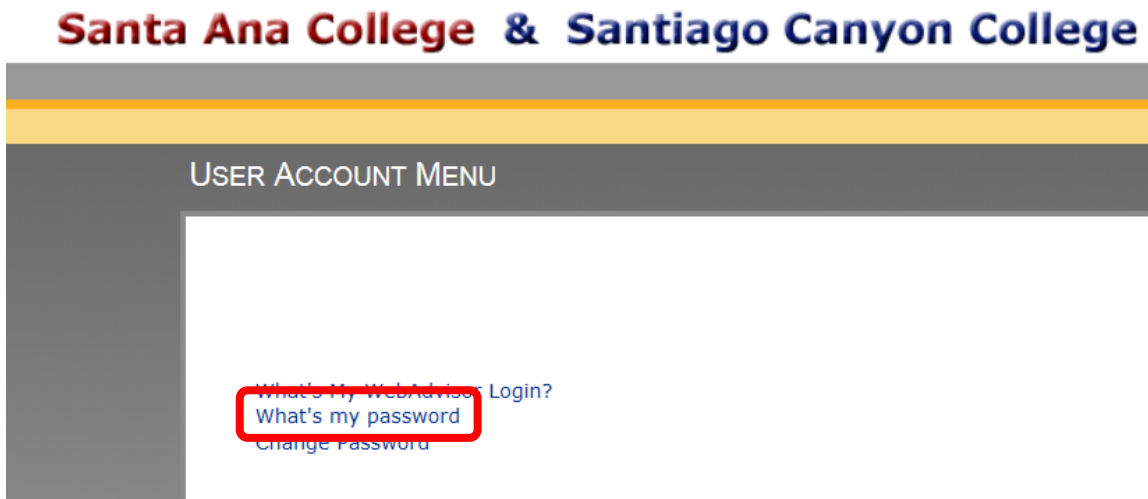 Santa Ana College & Santiago Canyon College
USER ACCOUNT MENU
What's My WebAdvisor Login?
What's my password
Change Password